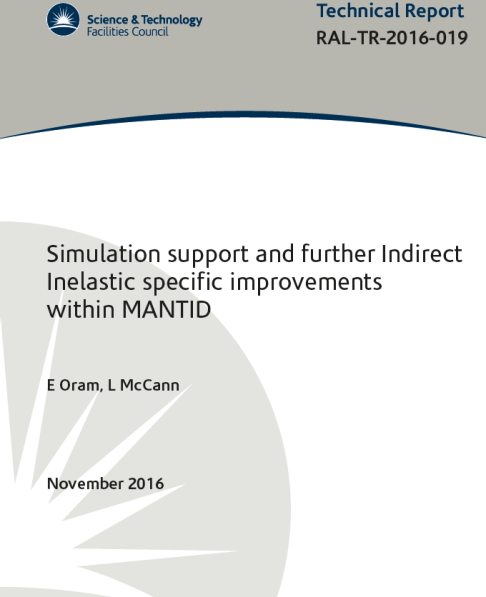 Science & Technology
Facilities Council
Technical Report
RAL-TR-2016-019
Simulation support and further Indirect
Inelastic specific improvements
within MANTID
E Oram, L McCann
November 2016